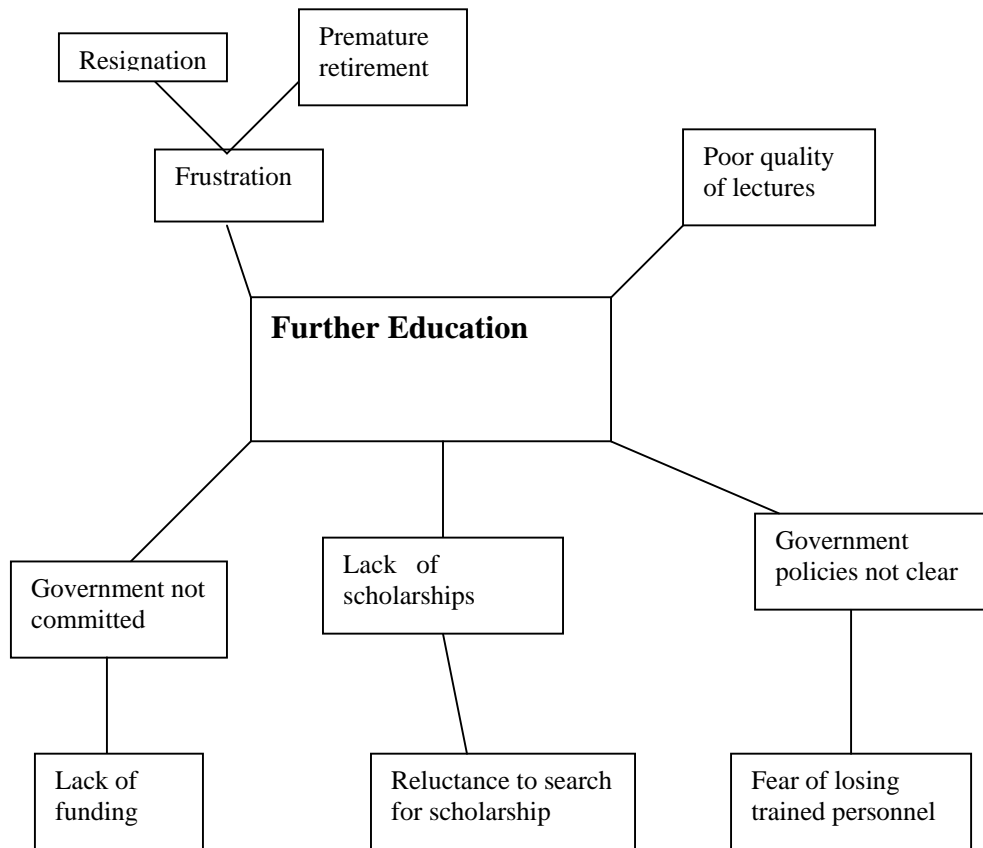 Premature
retirement
Resignation
Frustration
Poor quality
of lectures
Further Education
Government not
committed
Lack of
scholarships
Government
policies not clear
Lack of
funding
Reluctance to search
for scholarship
Fear of losing
trained personnel